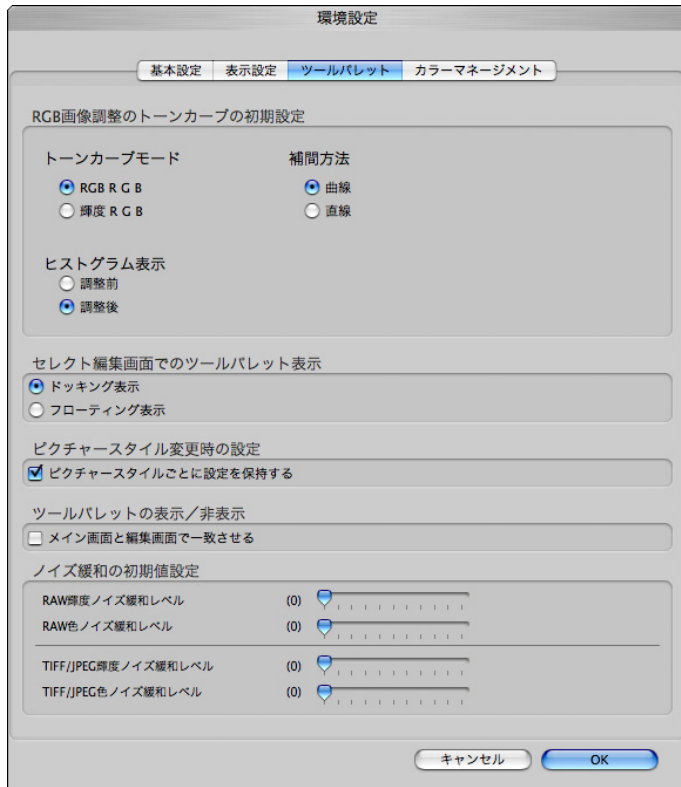 環境設定
基本設定 表示設定 ツールパレット カラーマネージメント
RGB画像調整のトーンカーブの初期設定
トーンカーブモード 補間方法
RGB R G B 曲線
輝度 R G B 直線
ヒストグラム表示
調整前
調整後
セレクト編集画面でのツールパレット表示
ドッキング表示
フローティング表示
ピクチャースタイル変更時の設定
ピクチャースタイルごとに設定を保持する
ツールパレットの表示／非表示
メイン画面と編集画面で一致させる
ノイズ緩和の初期値設定
RAW輝度ノイズ緩和レベル (0)
RAW色ノイズ緩和レベル (0)
TIFF/JPEG輝度ノイズ緩和レベル (0)
TIFF/JPEG色ノイズ緩和レベル (0)
キャンセル OK